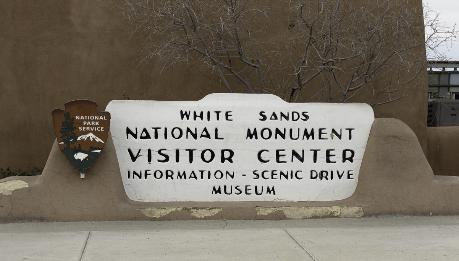 NATIONAL
PARK
SERVICE
WHITE SANDS
NATIONAL MONUMENT
VISITOR CENTER
INFORMATION - SCENIC DRIVE
MUSEUM